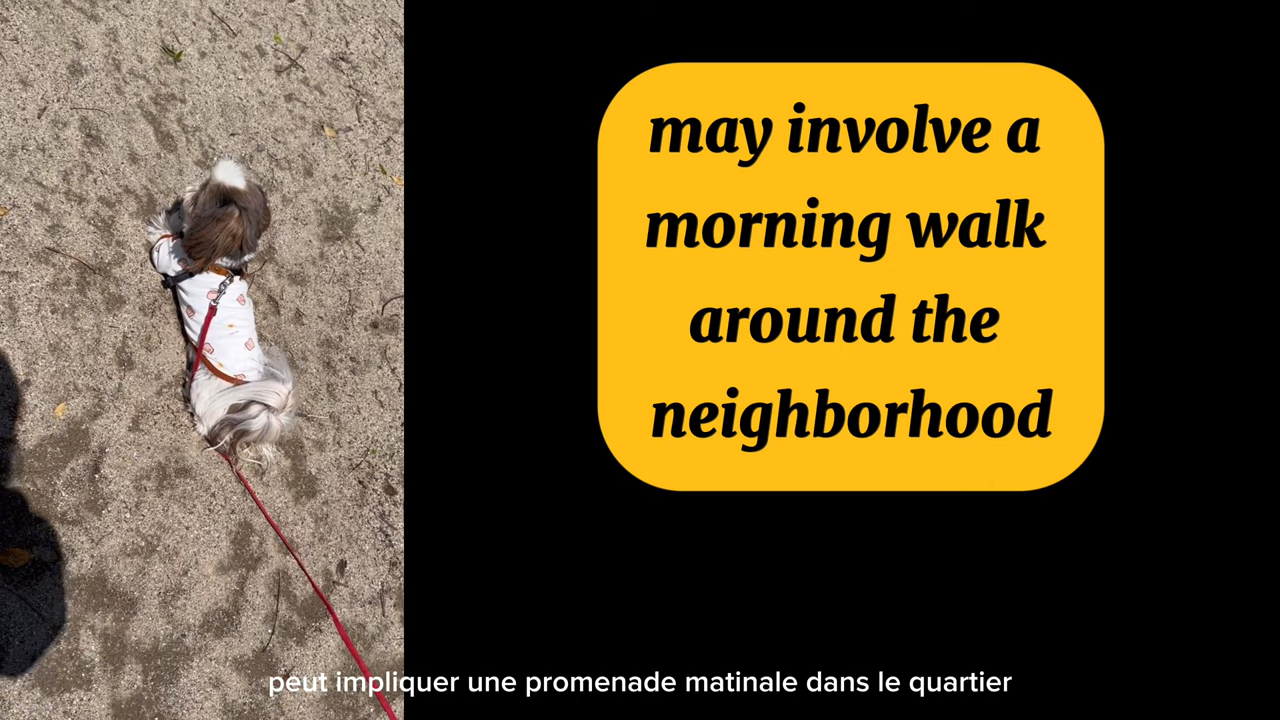 may involve a
morning walk
around the
neighborhood
peut impliquer une promenade matinale dans le quartier